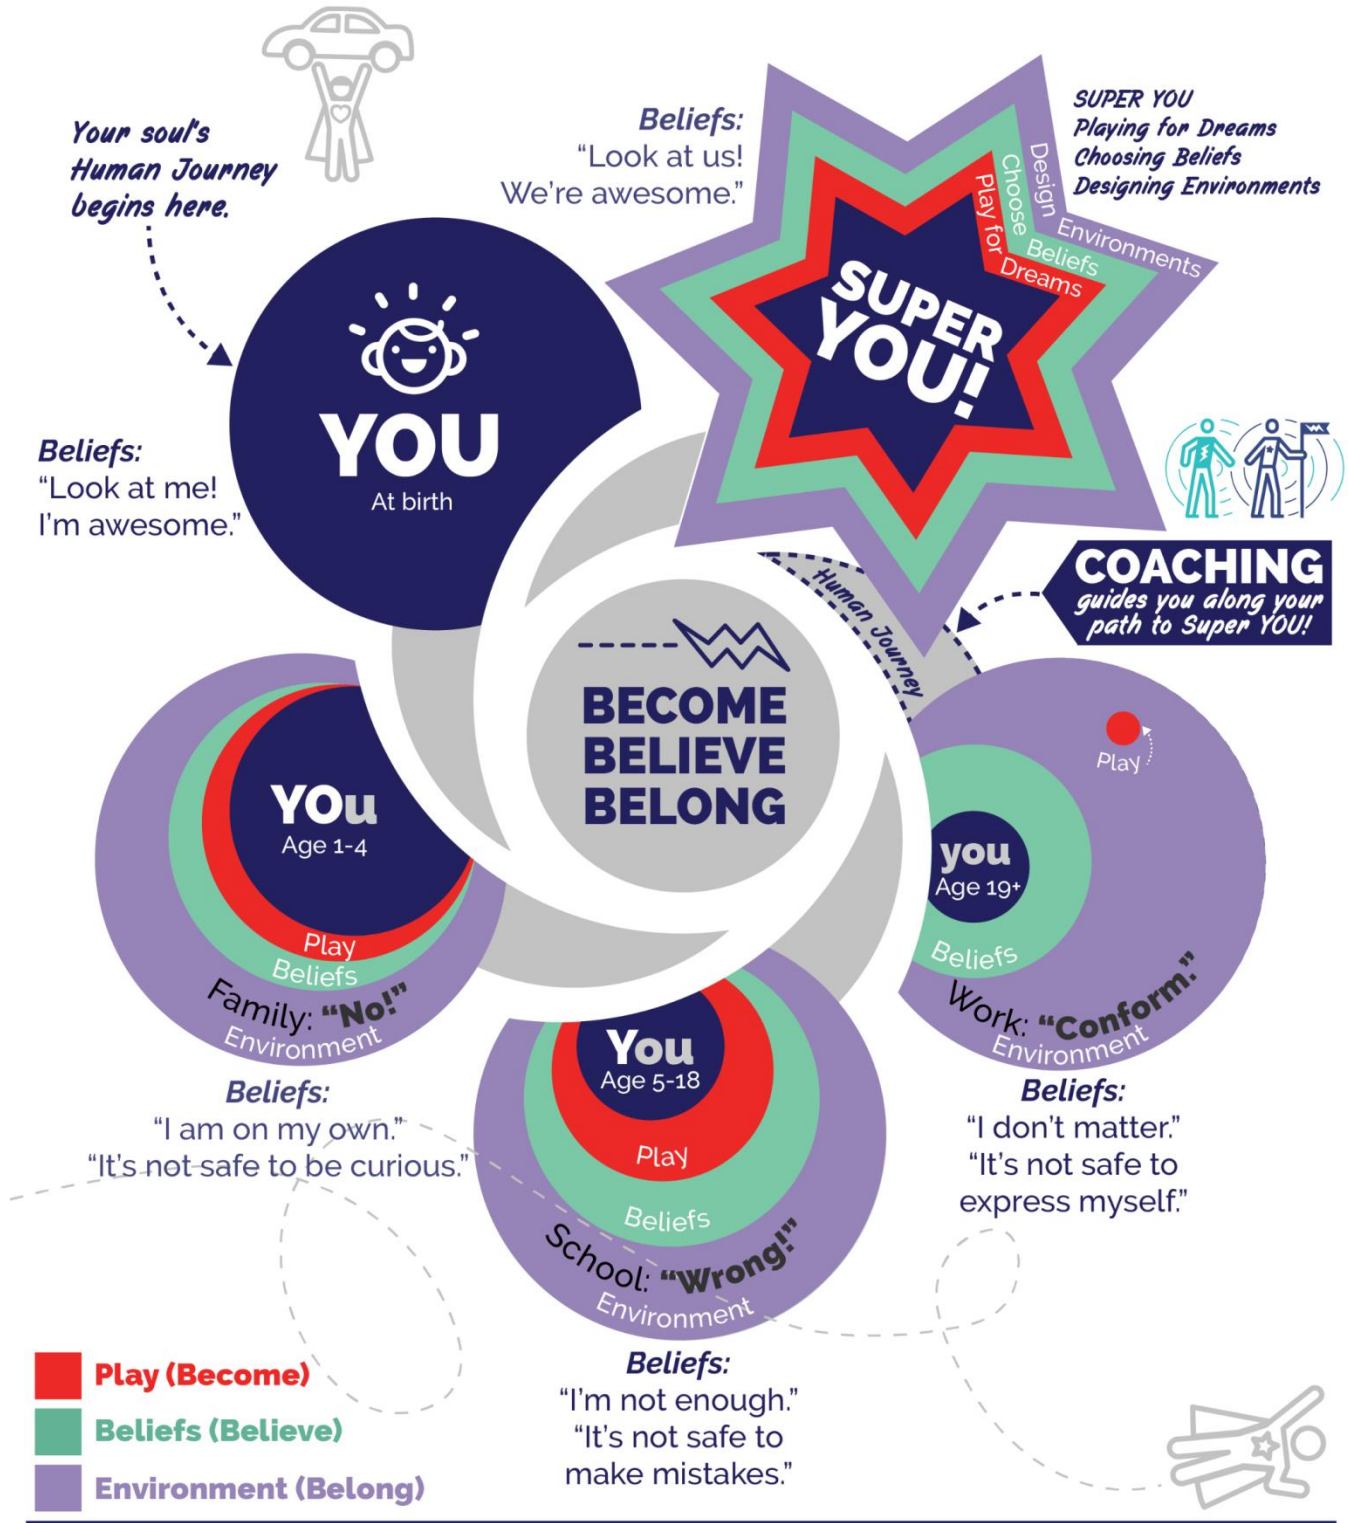 Your soul's
Human Journey
begins here.
Beliefs:
"Look at me!
I'm awesome."
YOU
At birth
Beliefs:
"Look at us!
We're awesome."
SUPER YOU
Playing for Dreams
Choosing Beliefs
Designing Environments
Design Environments
Choose Beliefs
Play for Dreams
SUPER
YOU!
COACHING
guides you along your
path to Super YOU!
Human Journey
BECOME
BELIEVE
BELONG
YOu
Age 1-4
Play
Beliefs
Family: "No!"
Environment
Beliefs:
"I am on my own."
"It's not safe to be curious."
You
Age 5-18
Play
Beliefs
School: "Wrong!"
Environment
Beliefs:
"I'm not enough."
"It's not safe to
make mistakes."
Play
you
Age 19+
Beliefs
Work: "Conform."
Environment
Beliefs:
"I don't matter."
"It's not safe to
express myself."
Play (Become)
Beliefs (Believe)
Environment (Belong)